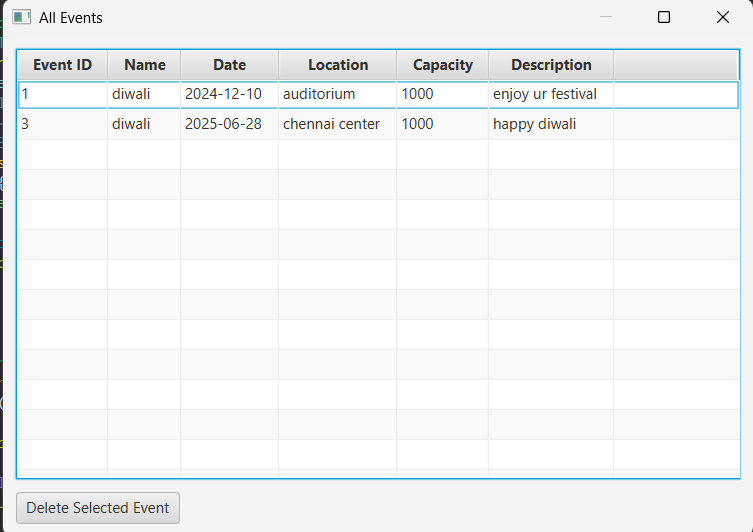 All Events
Event ID Name Date Location Capacity Description
1 diwali 2024-12-10 auditorium 1000 enjoy ur festival
3 diwali 2025-06-28 chennai center 1000 happy diwali
Delete Selected Event